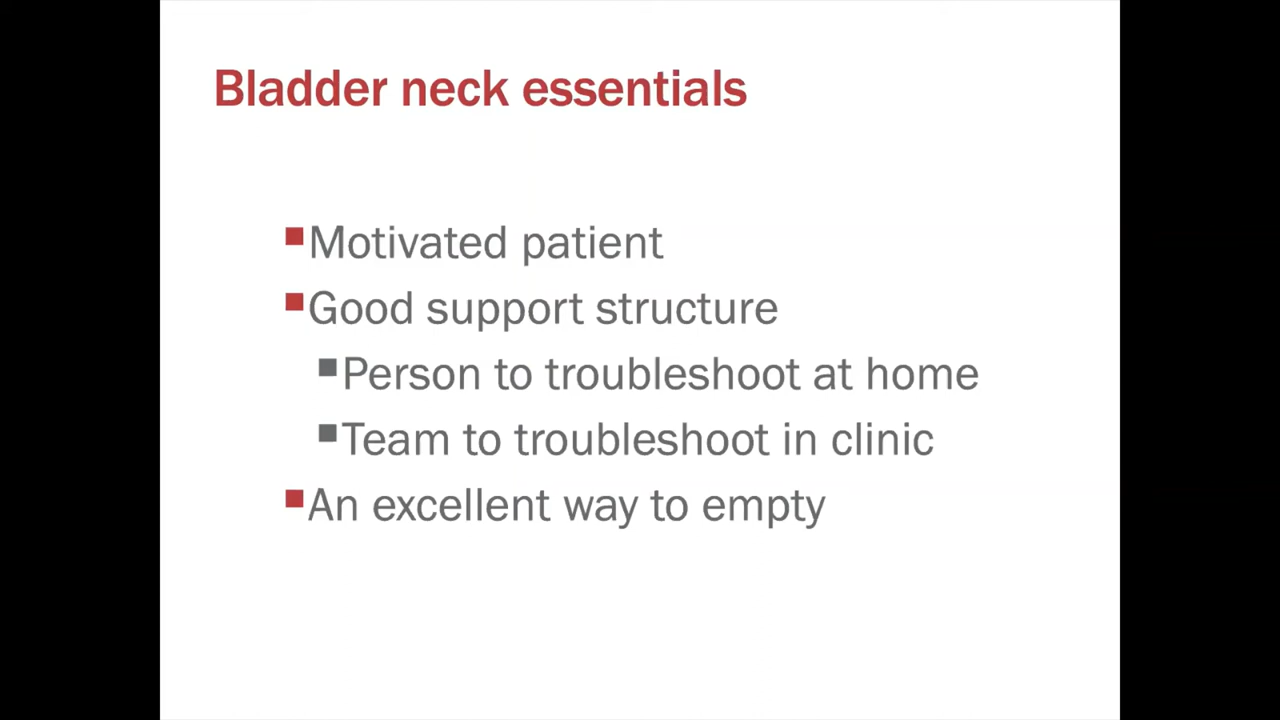 Bladder neck essentials
Motivated patient
Good support structure
Person to troubleshoot at home
Team to troubleshoot in clinic
An excellent way to empty